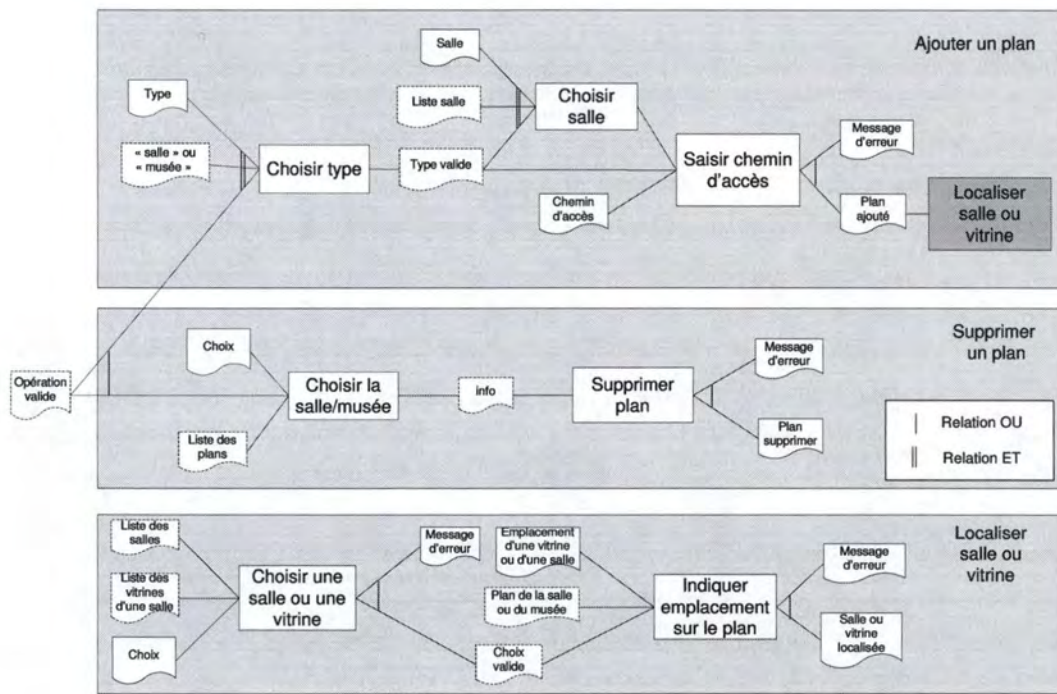 Ajouter un plan
Salle
Type
Liste salle
Choisir
salle
« salle » ou
« musée »
Choisir type
Type valide
Saisir chemin
d'accès
Message
d'erreur
Chemin
d'accès
Plan
ajouté
Localiser
salle ou
vitrine
Supprimer
un plan
Opération
valide
Choix
Choisir la
salle/musée
Liste des
plans
info
Supprimer
plan
Message
d'erreur
Plan
supprimer
Relation OU
Relation ET
Localiser
salle ou
vitrine
Liste des
salles
Liste des
vitrines
d'une salle
Choix
Choisir une
salle ou une
vitrine
Message
d'erreur
Emplacement
d'une vitrine
ou d'une salle
Plan de la salle
ou du musée
Choix
valide
Indiquer
emplacement
sur le plan
Message
d'erreur
Salle ou
vitrine
localisée